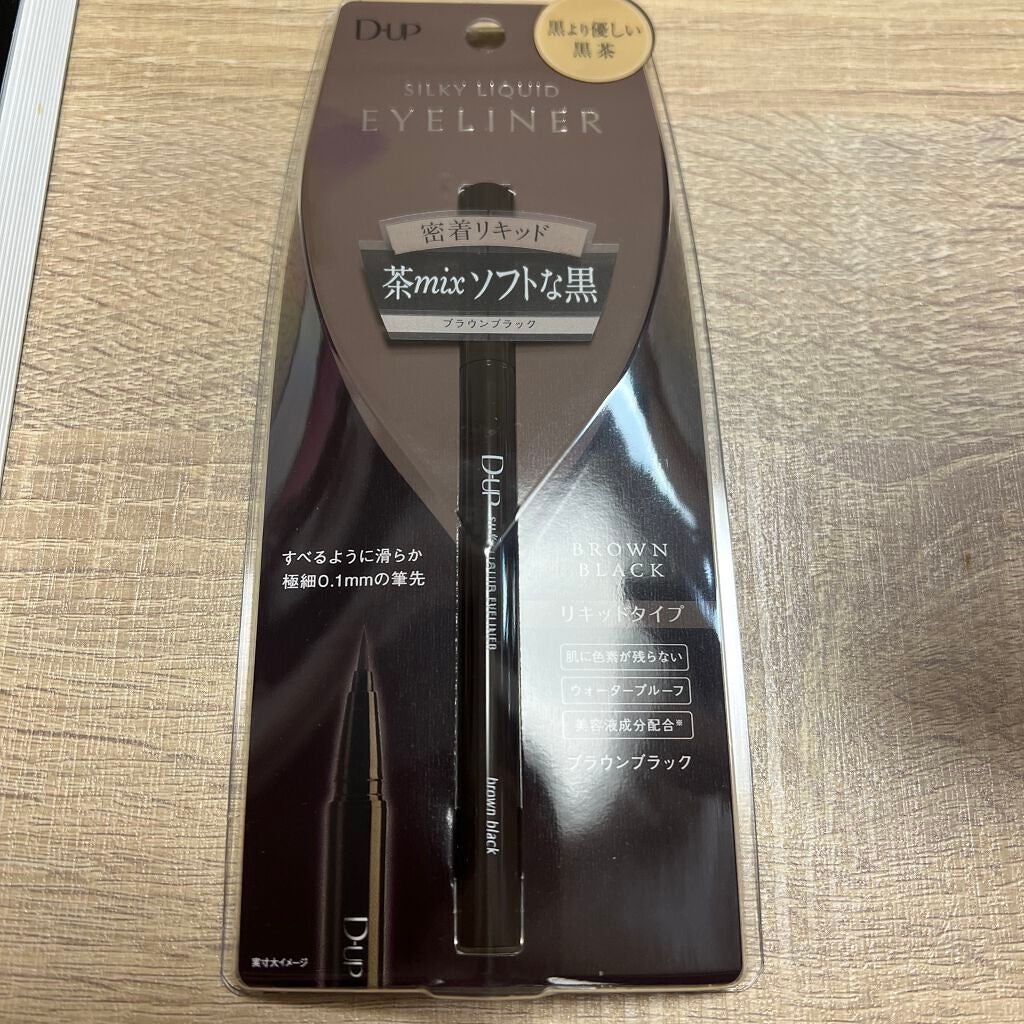 D-UP
黒より優しい
黒茶
SILKY LIQUID
EYELINER
密着リキッド
茶mixソフトな黒
ブラウンブラック
D-UP SILKY LIQUID EYELINER
brown black
すべるように滑らか
極細0.1mmの筆先
BROWN
BLACK
リキッドタイプ
肌に色素が残らない
ウォータープルーフ
美容液成分配合※
ブラウンブラック
D-UP
実寸大イメージ